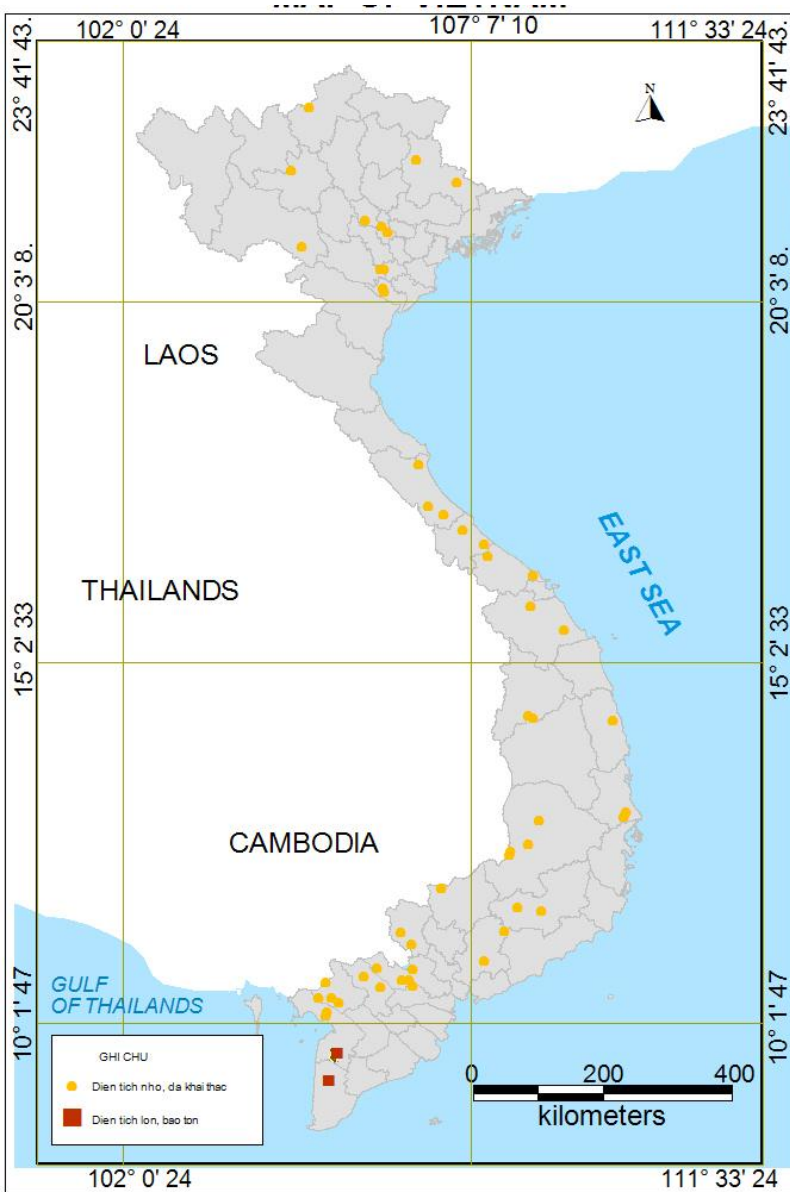 MAP OF VIETNAM
102° 0' 24
107° 7' 10
111° 33' 24
23° 41' 43.
23° 41' 43.
N
20° 3' 8.
20° 3' 8.
LAOS
EAST SEA
THAILANDS
15° 2' 33
15° 2' 33
CAMBODIA
GULF
OF THAILANDS
10° 1' 47
10° 1' 47
GHI CHU
Dien tich nho, da khai thac
Dien tich lon, bao ton
0 200 400
kilometers
102° 0' 24
111° 33' 24